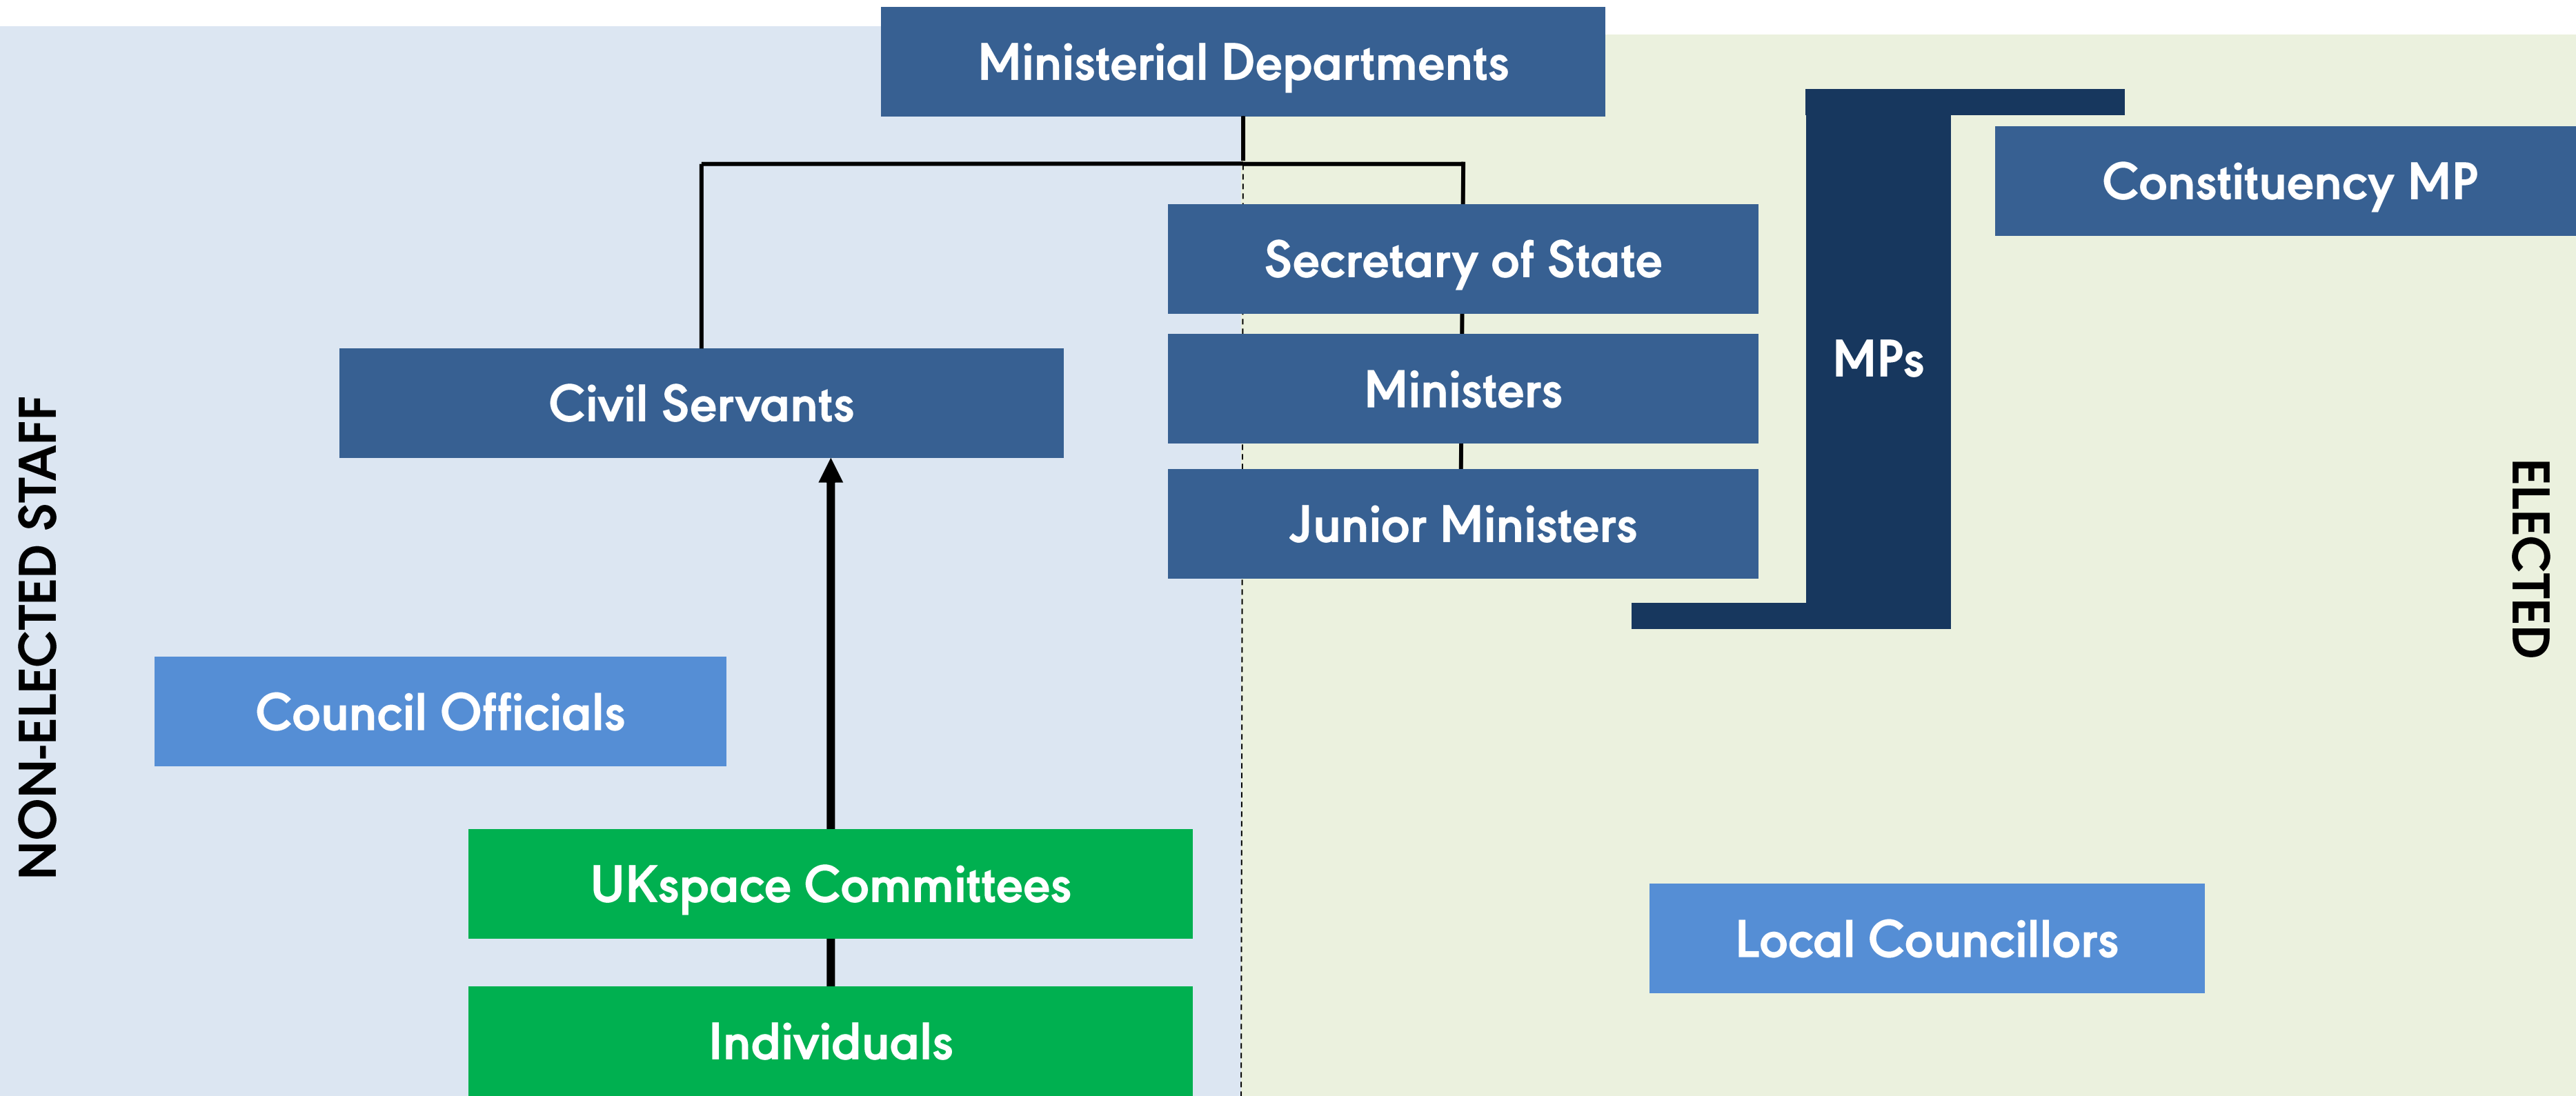 Ministerial Departments
Constituency MP
Secretary of State
MPs
Ministers
Civil Servants
Junior Ministers
NON-ELECTED STAFF
ELECTED
Council Officials
UKspace Committees
Local Councillors
Individuals